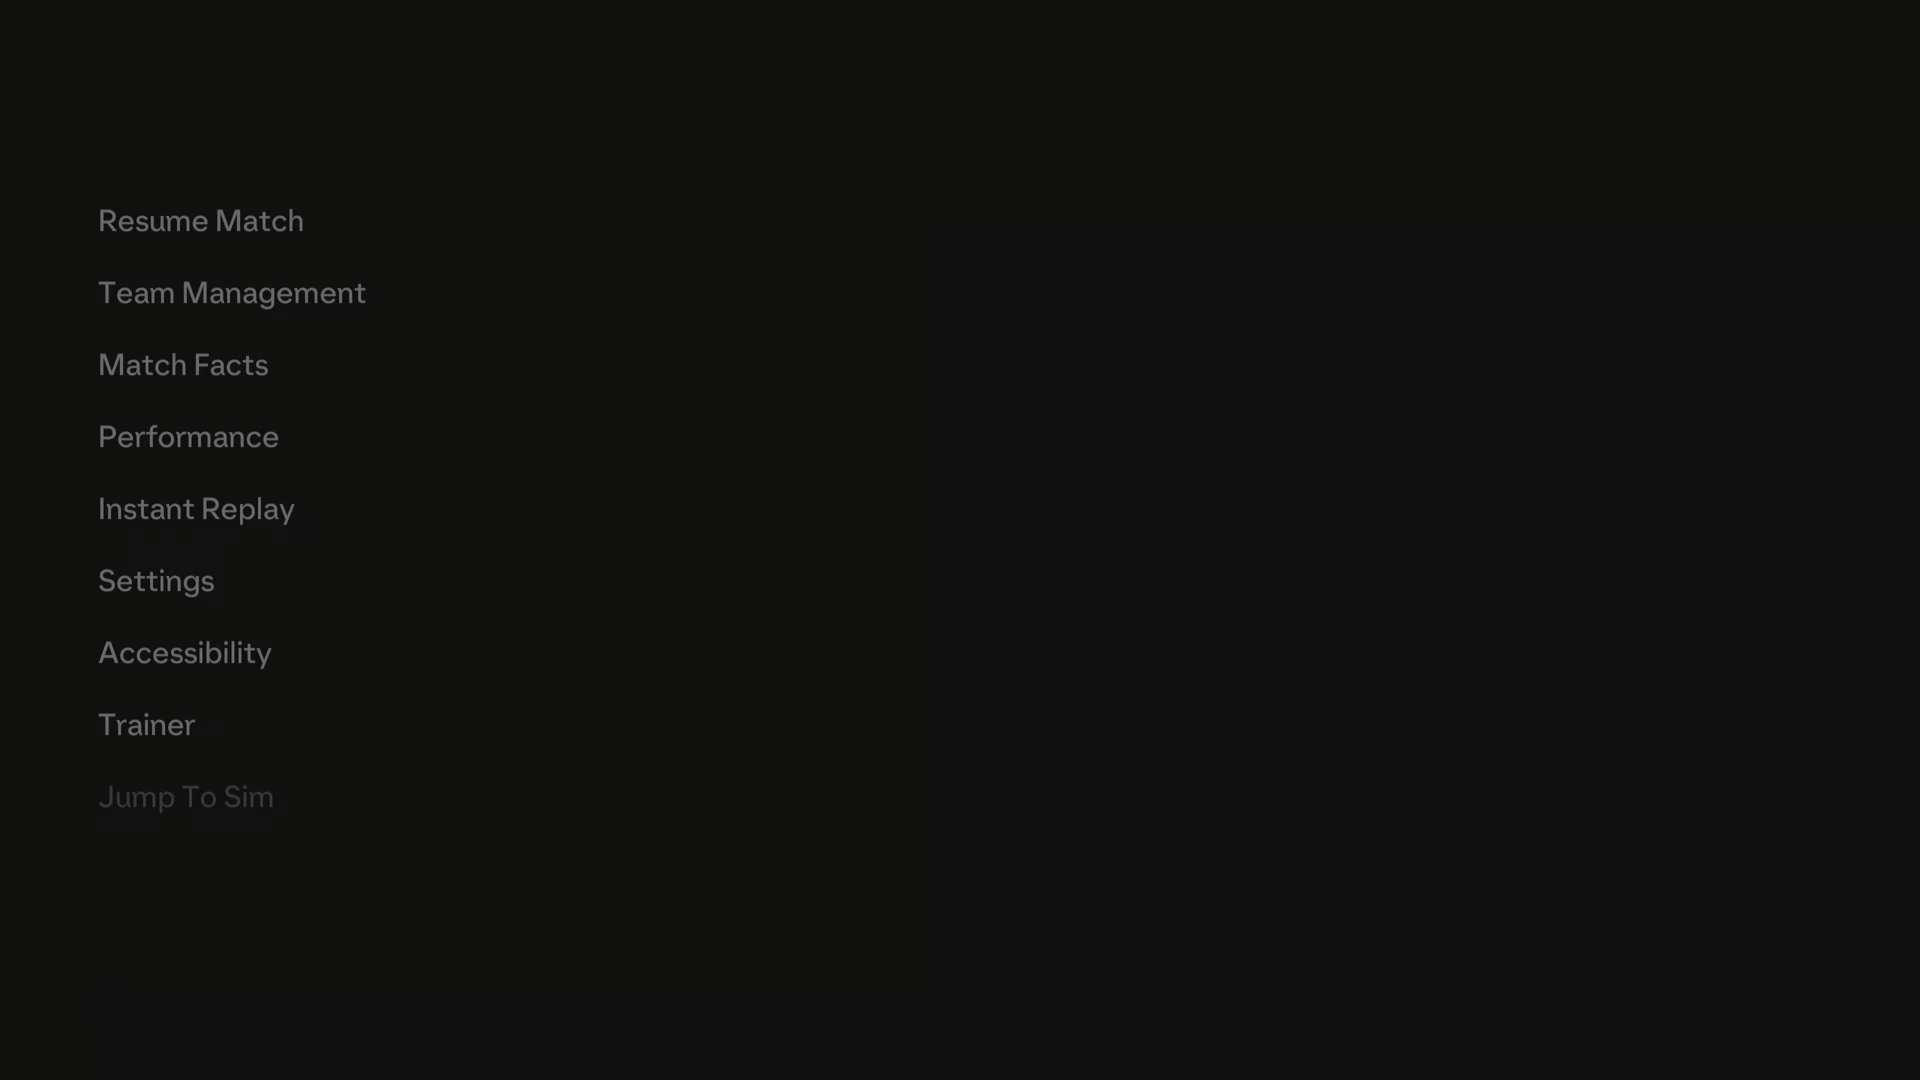 Resume Match
Team Management
Match Facts
Performance
Instant Replay
Settings
Accessibility
Trainer
Jump To Sim